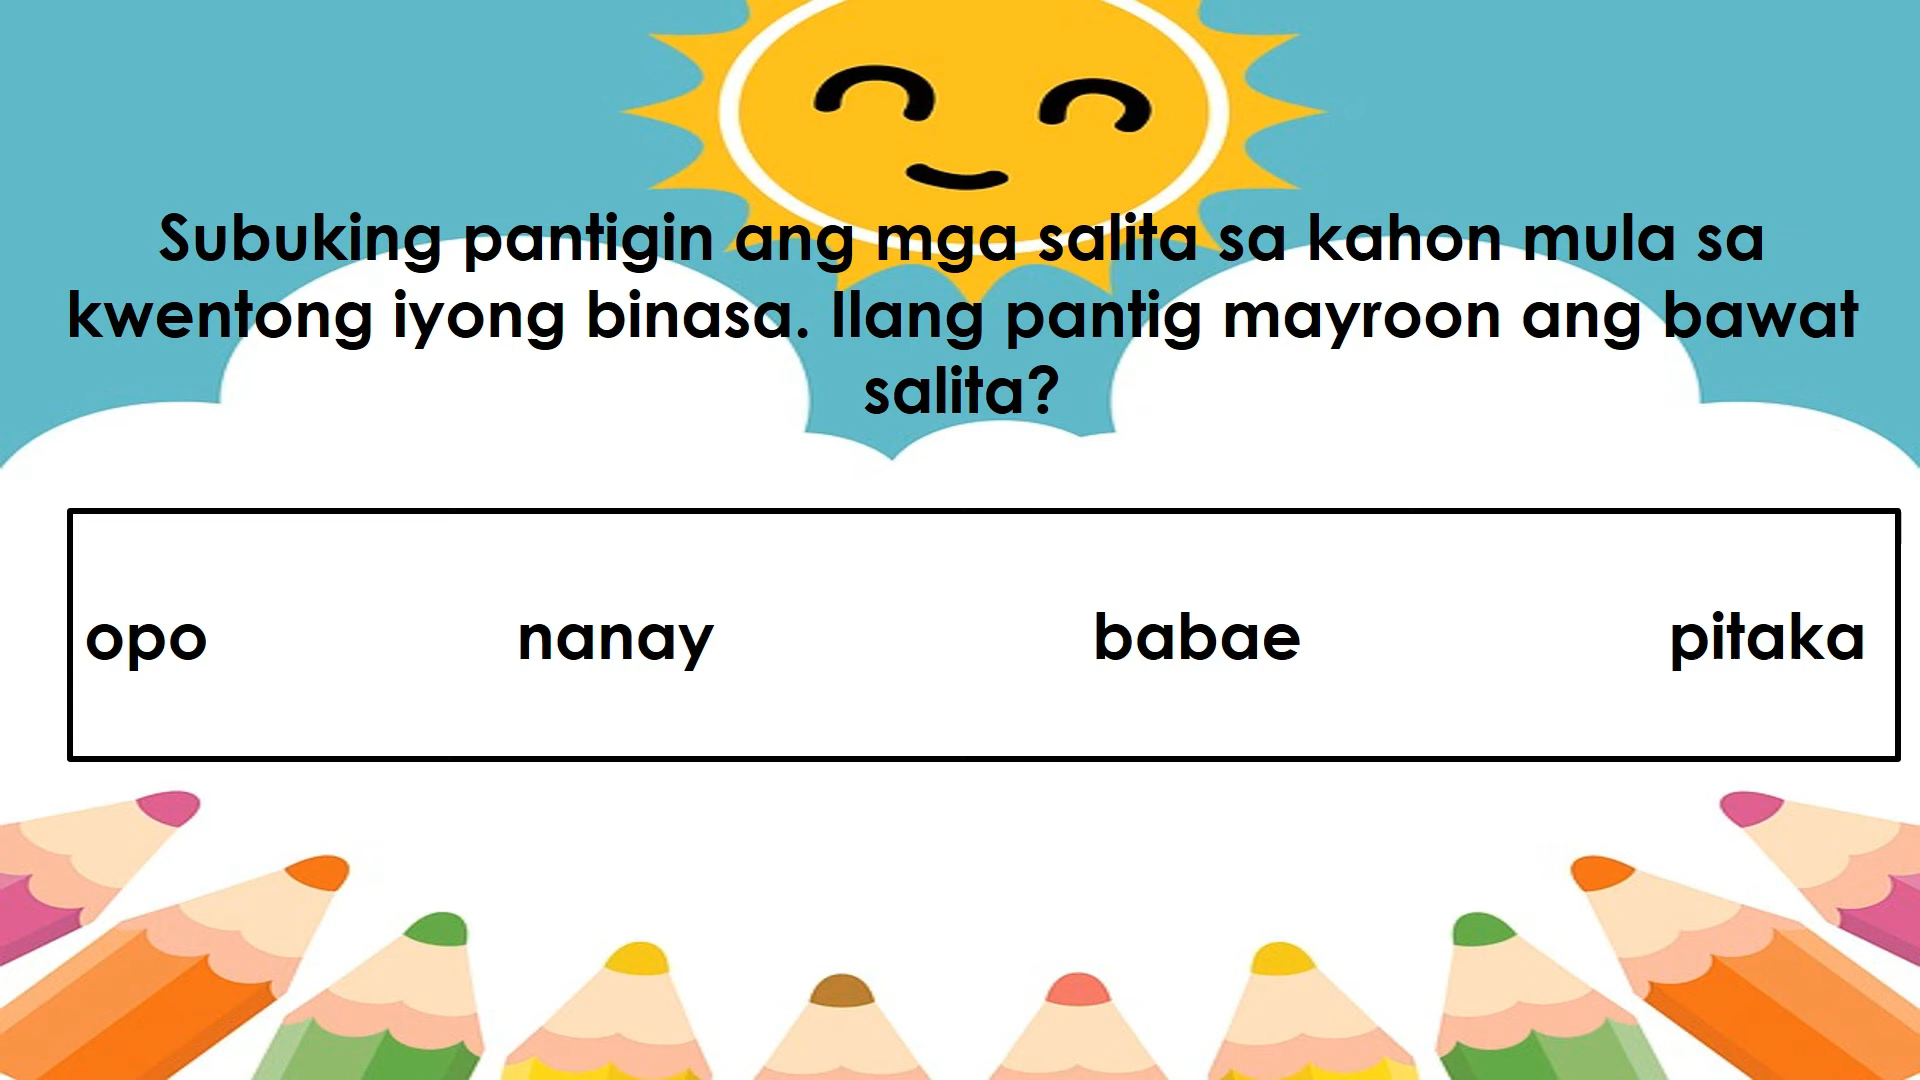 Subuking pantigin ang mga salita sa kahon mula sa
kwentong iyong binasa. Ilang pantig mayroon ang bawat
salita?
opo nanay babae pitaka